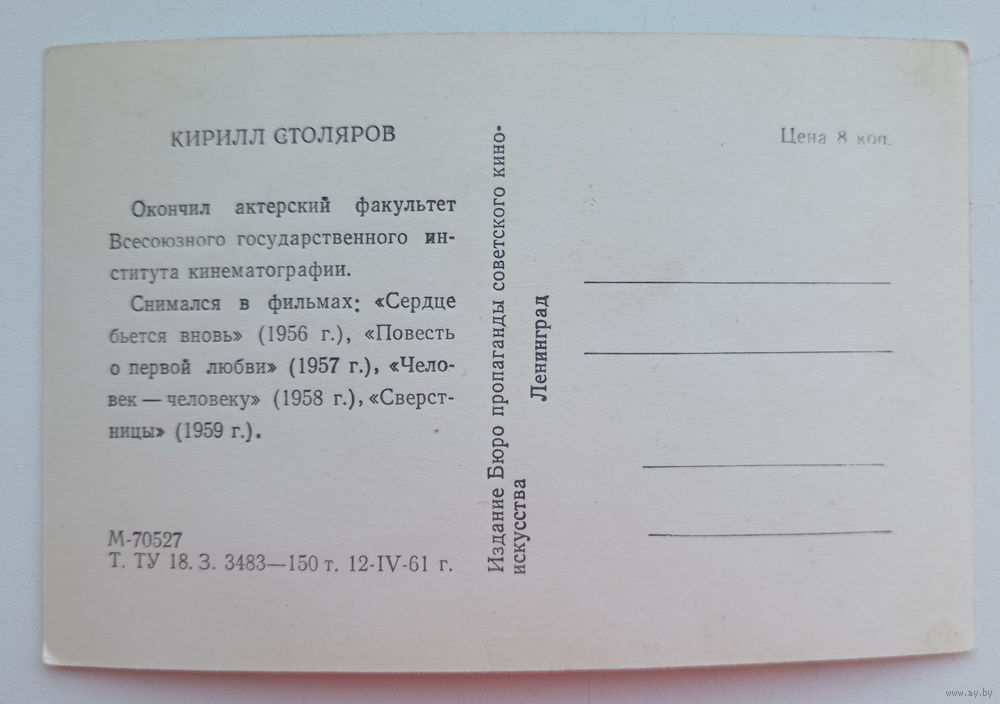 КИРИЛЛ СТОЛЯРОВ
Окончил актерский факультет
Всесоюзного государственного ин-
ститута кинематографии.
Снимался в фильмах: «Сердце
бьется вновь» (1956 г.), «Повесть
о первой любви» (1957 г.), «Чело-
век — человеку» (1958 г.), «Сверст-
ницы» (1959 г.).
М-70527
Т. ТУ 18. З. 3483—150 т. 12-IV-61 г.
Издание Бюро пропаганды советского кино-
искусства
Ленинград
Цена 8 коп.
www.ay.by